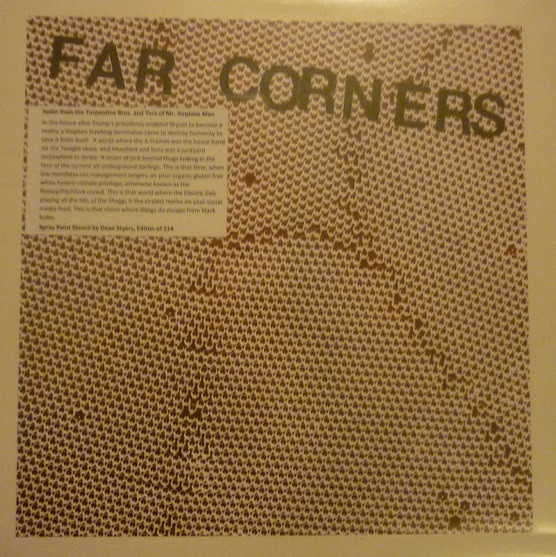 FAR CORNERS
from the Turpentine Bros. and Tara of Mr. Airplane Man
In the future after Trump's presidency enabled Skynet to become a
reality a Stephen Hawking terminator came to destroy humanity to
save it from itself. A world where the A Frames was the house band
on the Tonight show, and Mumford and Sons was a junkyard
somewhere in Jersey. A vision of jack booted thugs kicking in the
face of the current alt underground darlings. This is that time, when
law mandates sex reassignment surgery on your organic gluten free
white hetero cismale privilege, otherwise known as the
Noisey/Pitchfork crowd. This is that world where the Electric Eels
playing all the hits of the Shaggs is the viralest meme on your social
media feed. This is that vision where things do escape from black
holes.
Spray Paint Stencil by Dean Styers, Edition of 214